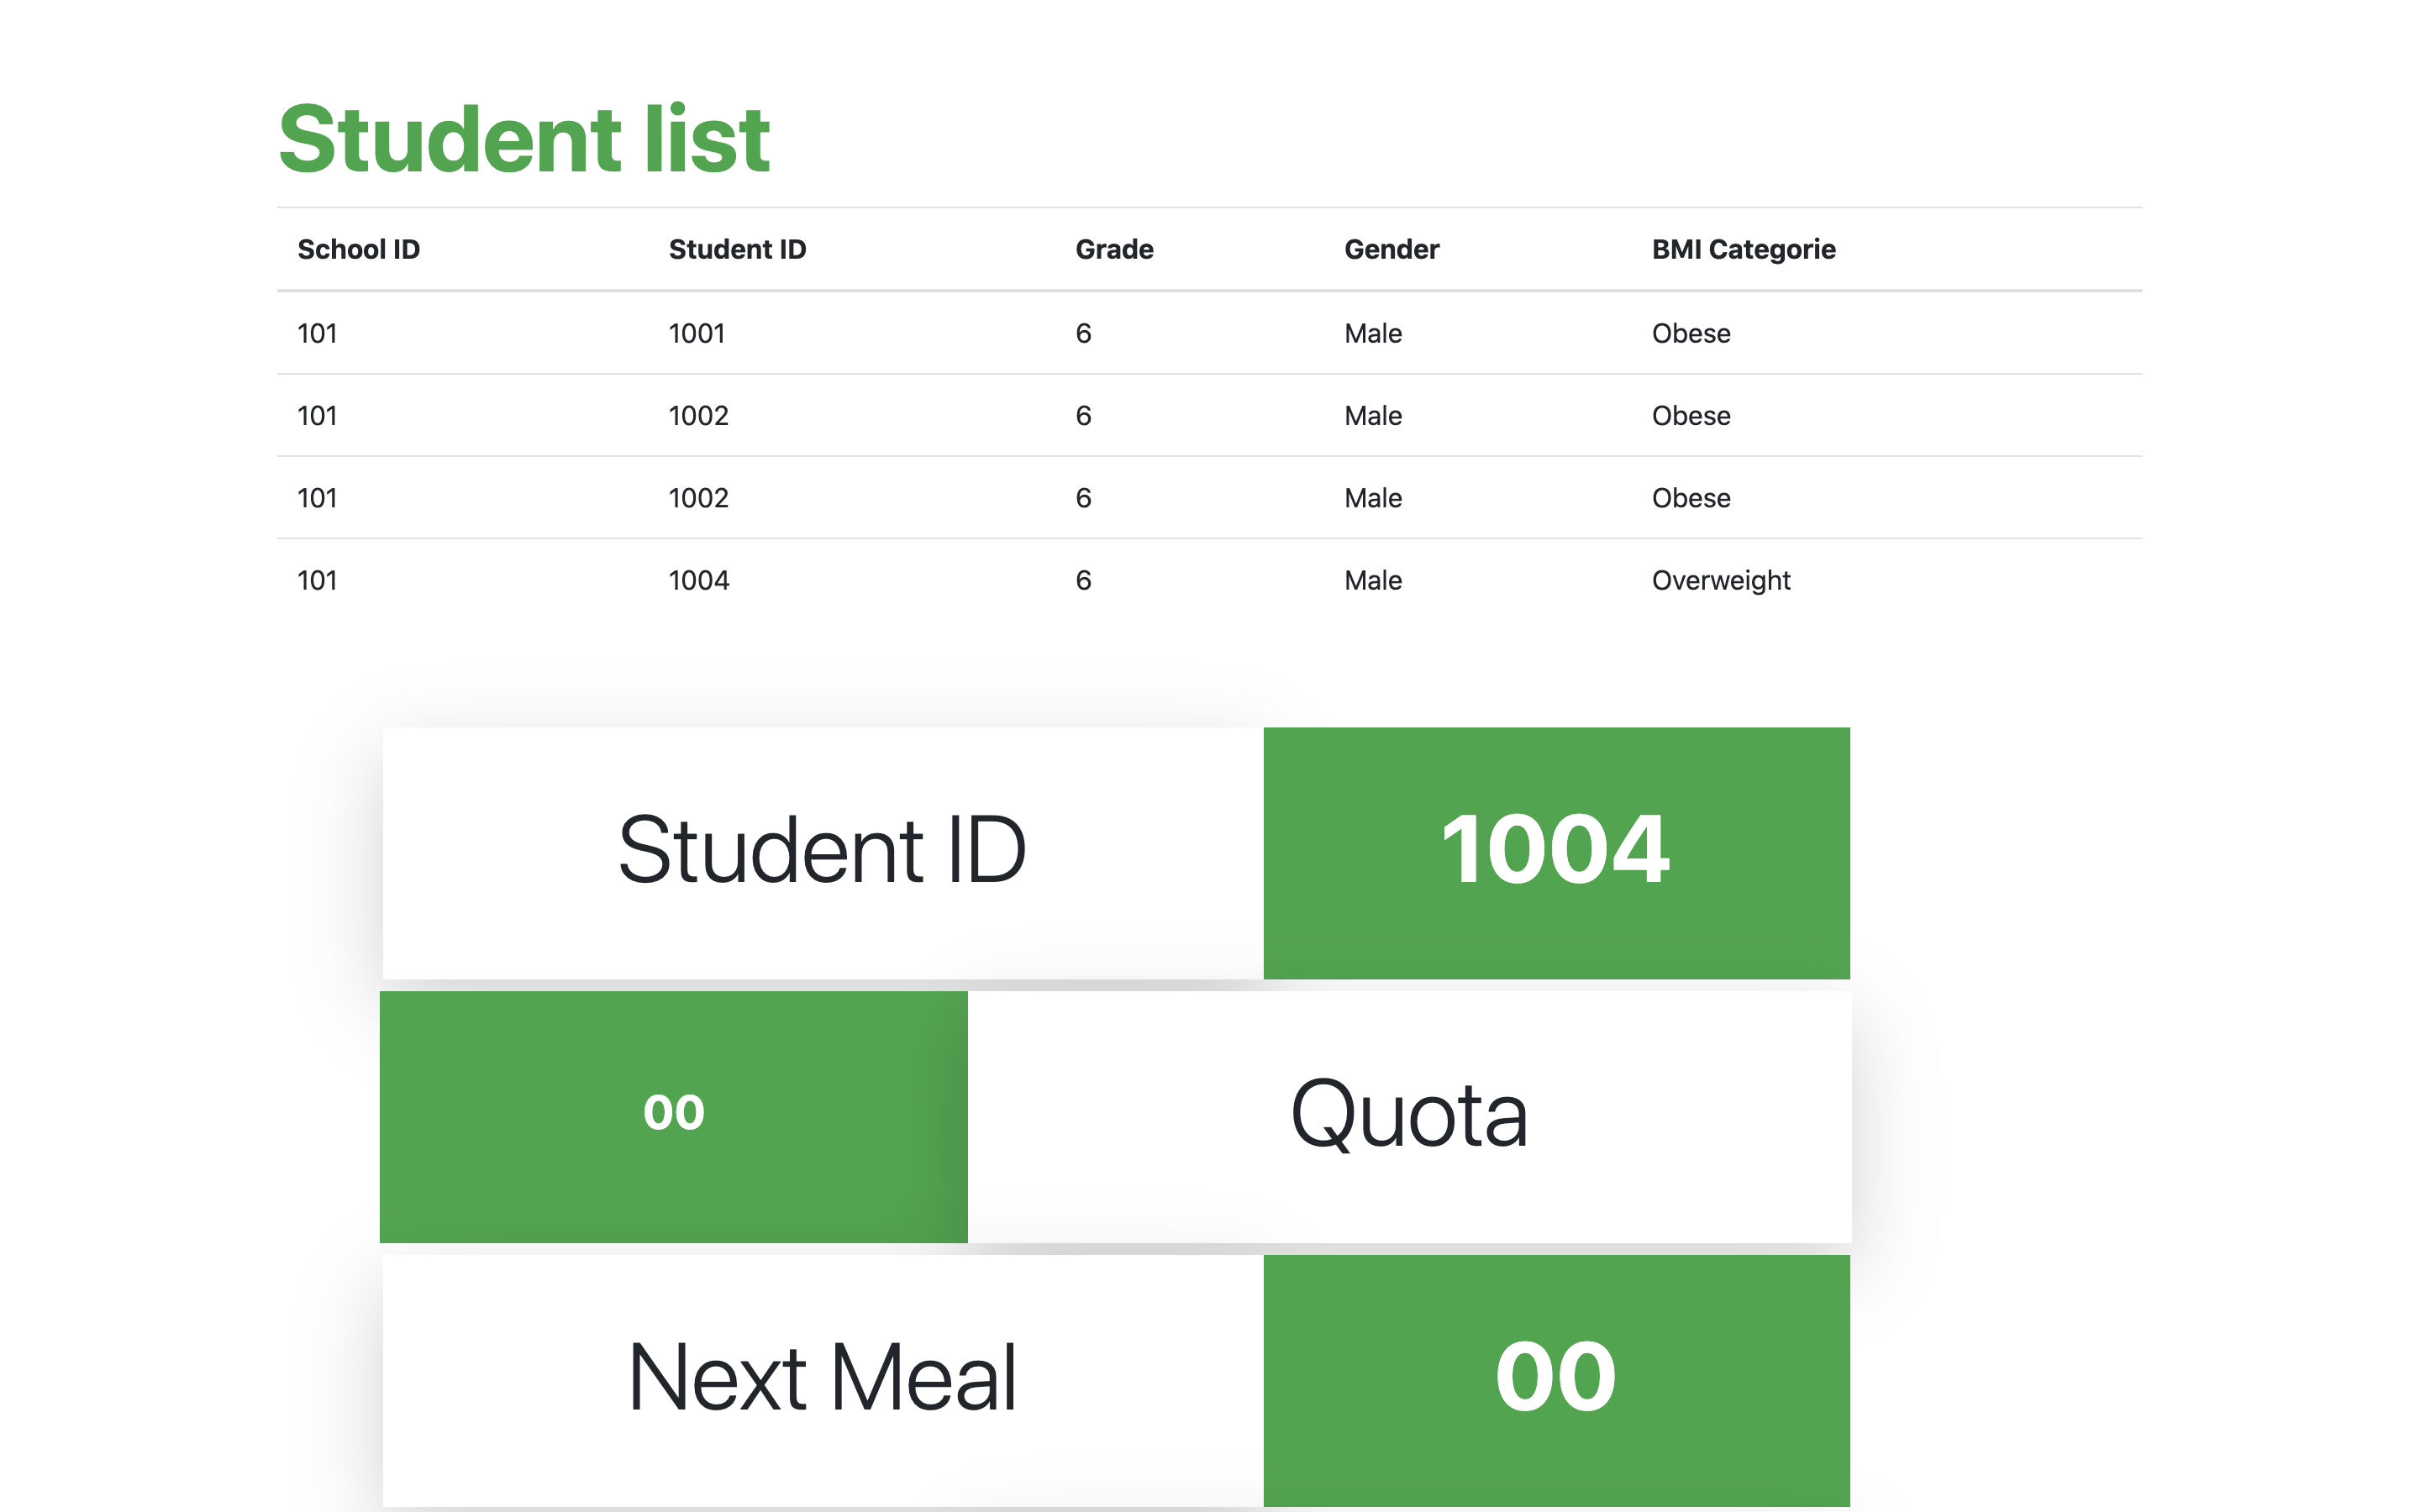 Student list
School ID Student ID Grade Gender BMI Categorie
101 1001 6 Male Obese
101 1002 6 Male Obese
101 1002 6 Male Obese
101 1004 6 Male Overweight
Student ID 1004
00 Quota
Next Meal 00